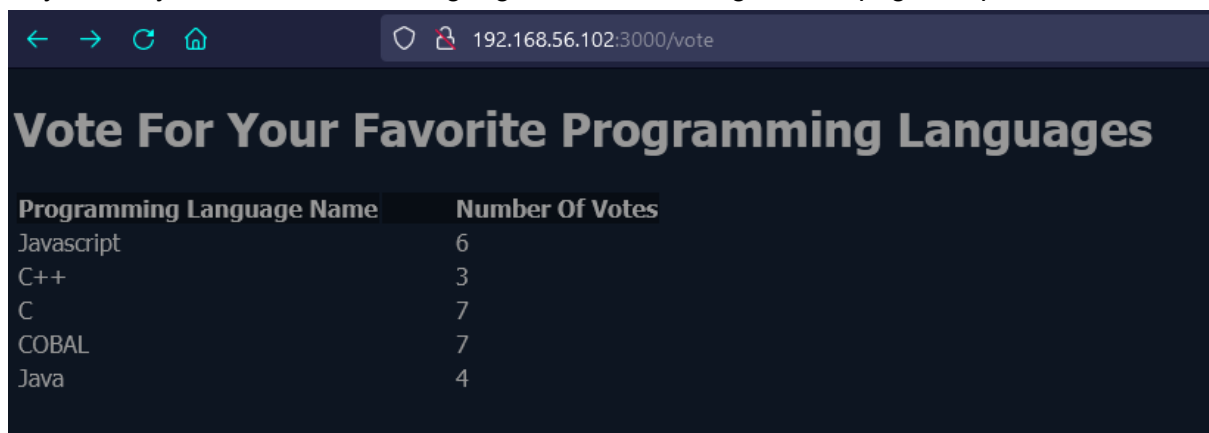 192.168.56.102:3000/vote
Vote For Your Favorite Programming Languages
Programming Language Name Number Of Votes
Javascript 6
C++ 3
C 7
COBAL 7
Java 4